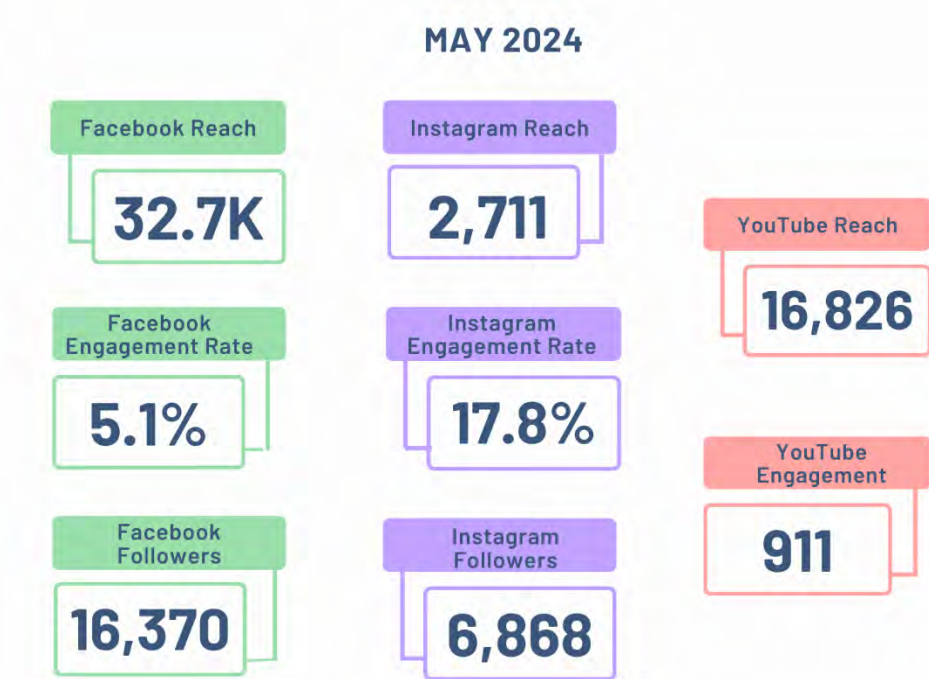 MAY 2024
Facebook Reach
32.7K
Facebook
Engagement Rate
5.1%
Facebook
Followers
16,370
Instagram Reach
2,711
Instagram
Engagement Rate
17.8%
Instagram
Followers
6,868
YouTube Reach
16,826
YouTube
Engagement
911